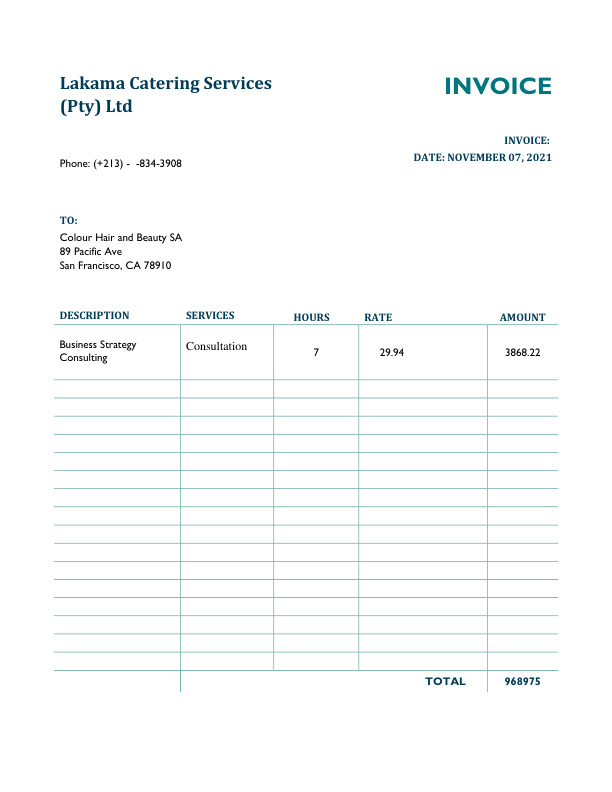 Lakama Catering Services
(Pty) Ltd
INVOICE
INVOICE:
DATE: NOVEMBER 07, 2021
Phone: (+213) -  -834-3908
TO:
Colour Hair and Beauty SA
89 Pacific Ave
San Francisco, CA 78910
DESCRIPTION SERVICES HOURS RATE AMOUNT
Business Strategy
Consulting
Consultation 7 29.94 3868.22
TOTAL 968975